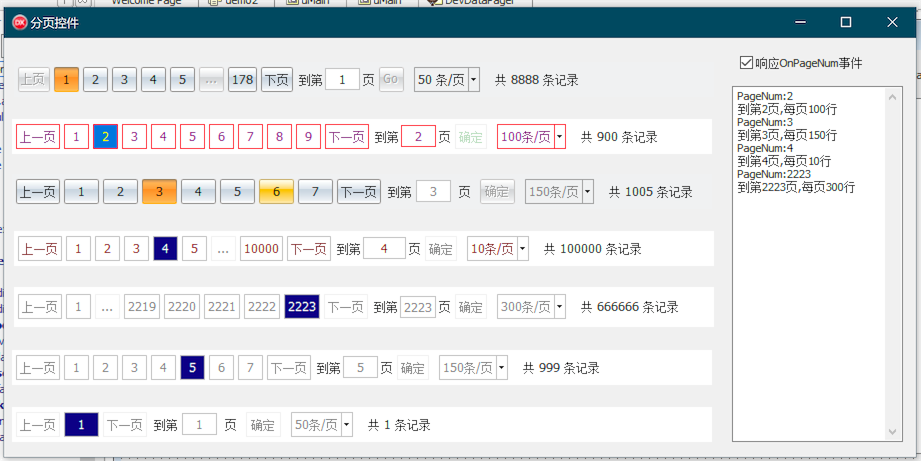 Welcome Page demo2 uMain uMain DevDataPager
分页控件
上页 1 2 3 4 5 ... 178 下页 到第 1 页 Go 50 条/页 共 8888 条记录
上一页 1 2 3 4 5 6 7 8 9 下一页 到第 2 页 确定 100条/页 共 900 条记录
上一页 1 2 3 4 5 6 7 下一页 到第 3 页 确定 150条/页 共 1005 条记录
上一页 1 2 3 4 5 ... 10000 下一页 到第 4 页 确定 10条/页 共 100000 条记录
上一页 1 ... 2219 2220 2221 2222 2223 下一页 到第 2223 页 确定 300条/页 共 666666 条记录
上一页 1 2 3 4 5 6 7 下一页 到第 5 页 确定 150条/页 共 999 条记录
上一页 1 下一页 到第 1 页 确定 50条/页 共 1 条记录
响应OnPageNum事件
PageNum:2
到第2页,每页100行
PageNum:3
到第3页,每页150行
PageNum:4
到第4页,每页10行
PageNum:2223
到第2223页,每页300行